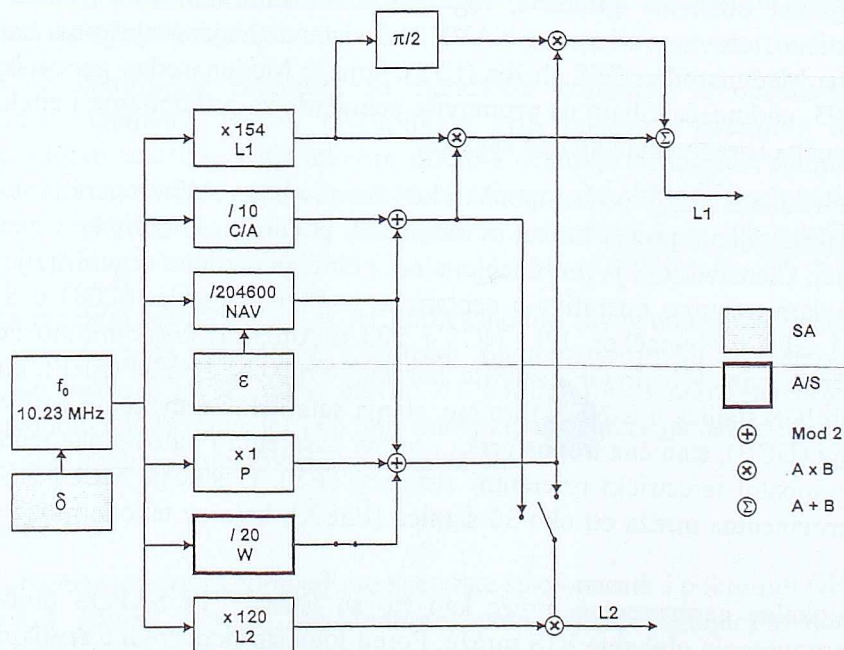 π/2
x 154
L1
/ 10
C/A
/204600
NAV
ε
f₀
10.23 MHz
δ
x 1
P
/ 20
W
x 120
L2
L1
L2
SA
A/S
Mod 2
A x B
A + B